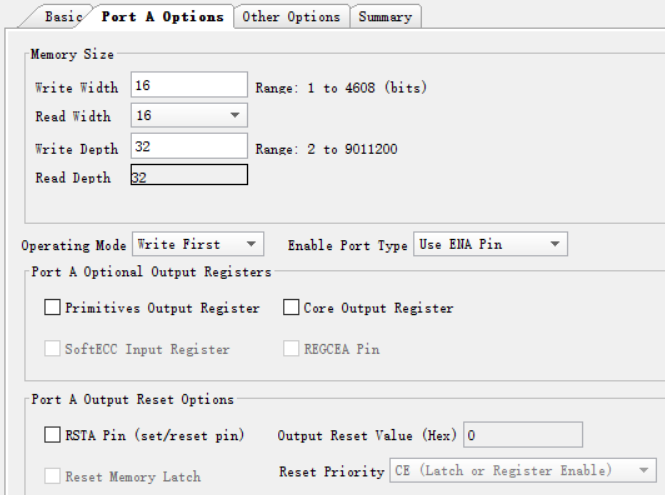 Basic Port A Options Other Options Summary
Memory Size
Write Width 16 Range: 1 to 4608 (bits)
Read Width 16
Write Depth 32 Range: 2 to 9011200
Read Depth 32
Operating Mode Write First Enable Port Type Use ENA Pin
Port A Optional Output Registers
Primitives Output Register Core Output Register
SoftECC Input Register REGCEA Pin
Port A Output Reset Options
RSTA Pin (set/reset pin) Output Reset Value (Hex) 0
Reset Memory Latch Reset Priority CE (Latch or Register Enable)